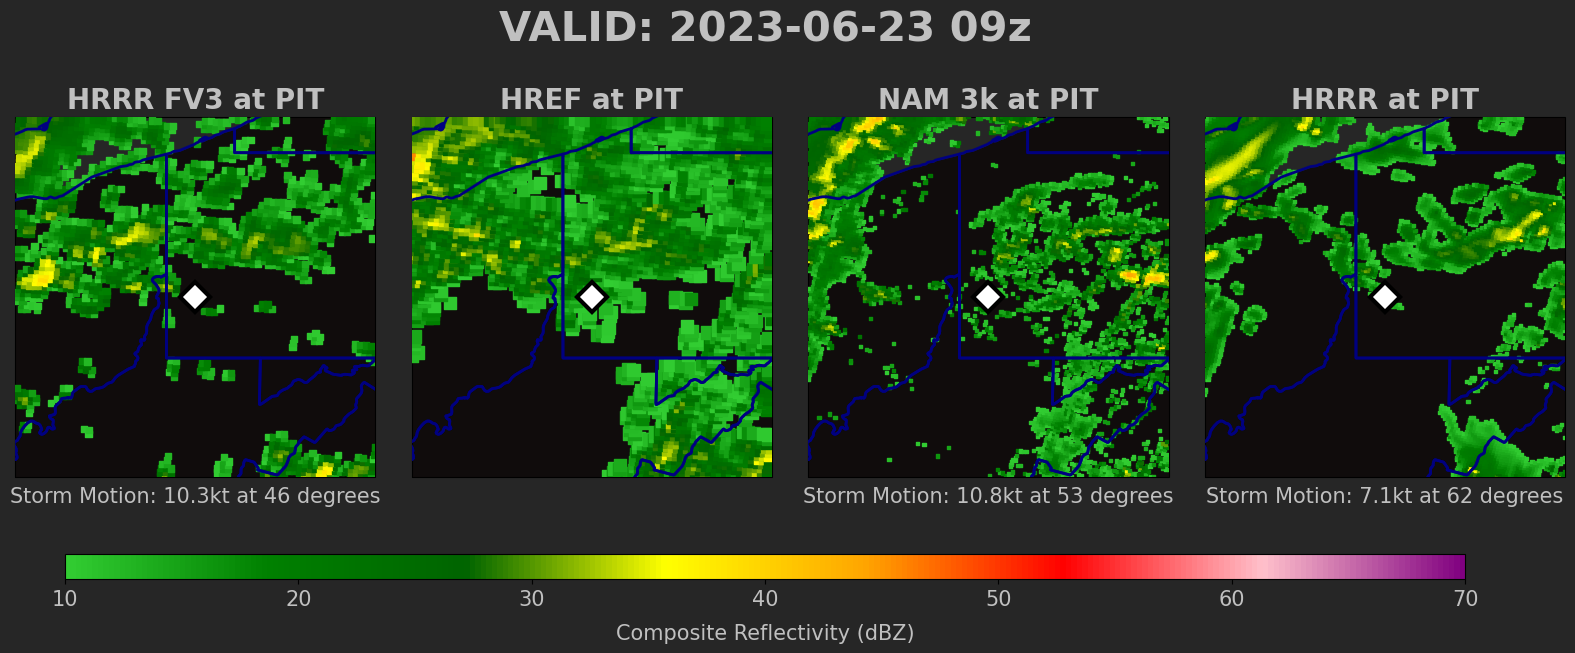 VALID: 2023-06-23 09z
HRRR FV3 at PIT
HREF at PIT
NAM 3k at PIT
HRRR at PIT
Storm Motion: 10.3kt at 46 degrees
Storm Motion: 10.8kt at 53 degrees
Storm Motion: 7.1kt at 62 degrees
10 20 30 40 50 60 70
Composite Reflectivity (dBZ)